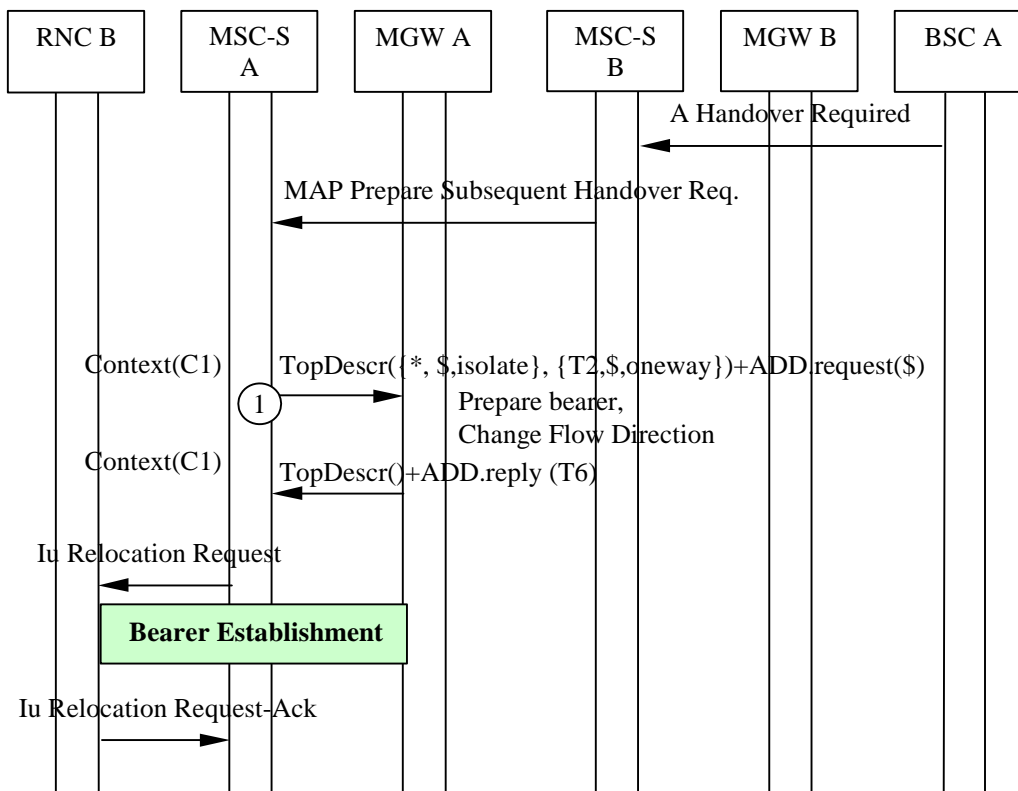 RNC B
MSC-S
A
MGW A
MSC-S
B
MGW B
BSC A
A Handover Required
MAP Prepare Subsequent Handover Req.
Context(C1)
TopDescr({*, $,isolate}, {T2,$,oneway})+ADD.request($)
1
Prepare bearer,
Change Flow Direction
Context(C1)
TopDescr()+ADD.reply (T6)
Iu Relocation Request
Bearer Establishment
Iu Relocation Request-Ack